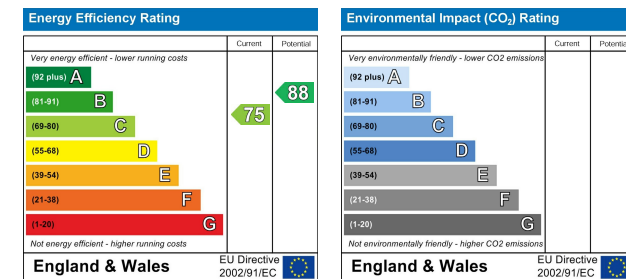 Energy Efficiency Rating
Current Potential
Very energy efficient - lower running costs
(92 plus) A
(81-91) B
(69-80) C
(55-68) D
(39-54) E
(21-38) F
(1-20) G
75
88
Not energy efficient - higher running costs
England & Wales
EU Directive
2002/91/EC
Environmental Impact (CO2) Rating
Current Potential
Very environmentally friendly - lower CO2 emissions
(92 plus) A
(81-91) B
(69-80) C
(55-68) D
(39-54) E
(21-38) F
(1-20) G
Not environmentally friendly - higher CO2 emissions
England & Wales
EU Directive
2002/91/EC